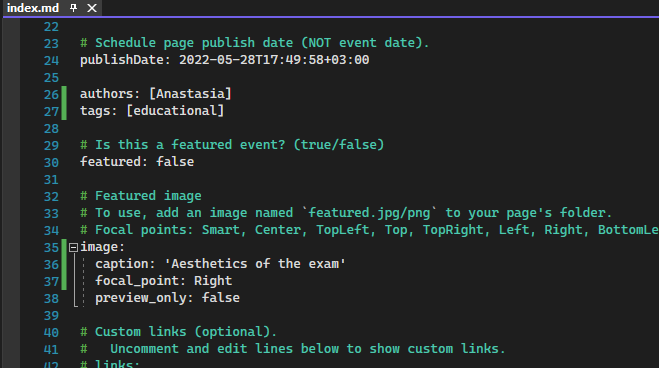 index.md
22
23 # Schedule page publish date (NOT event date).
24 publishDate: 2022-05-28T17:49:58+03:00
25
26 authors: [Anastasia]
27 tags: [educational]
28
29 # Is this a featured event? (true/false)
30 featured: false
31
32 # Featured image
33 # To use, add an image named `featured.jpg/png` to your page's folder.
34 # Focal points: Smart, Center, TopLeft, Top, TopRight, Left, Right, BottomLe
35 image:
36 caption: 'Aesthetics of the exam'
37 focal_point: Right
38 preview_only: false
39
40 # Custom links (optional).
41 #   Uncomment and edit lines below to show custom links.
42 # links: